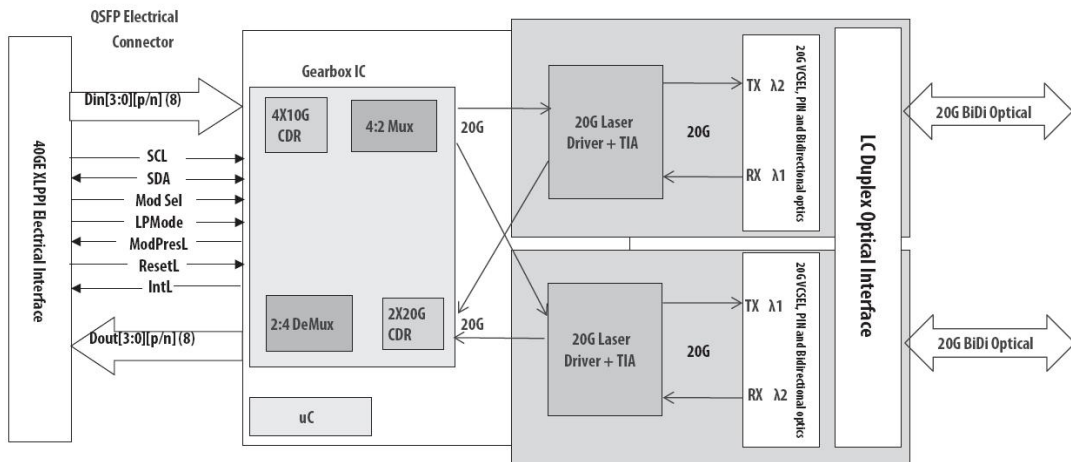 QSFP Electrical
Connector
40GE XLPPI Electrical Interface
Din[3:0][p/n] (8)
SCL
SDA
Mod Sel
LPMode
ModPresL
ResetL
IntL
Dout[3:0][p/n] (8)
Gearbox IC
4X10G
CDR
4:2 Mux
2:4 DeMux
2X20G
CDR
uC
20G
20G
20G Laser
Driver + TIA
20G
TX λ2
RX λ1
20G VCSEL, PIN and Bidirectional optics
20G Laser
Driver + TIA
20G
TX λ1
RX λ2
20G VCSEL, PIN and Bidirectional optics
LC Duplex Optical Interface
20G BiDi Optical
20G BiDi Optical